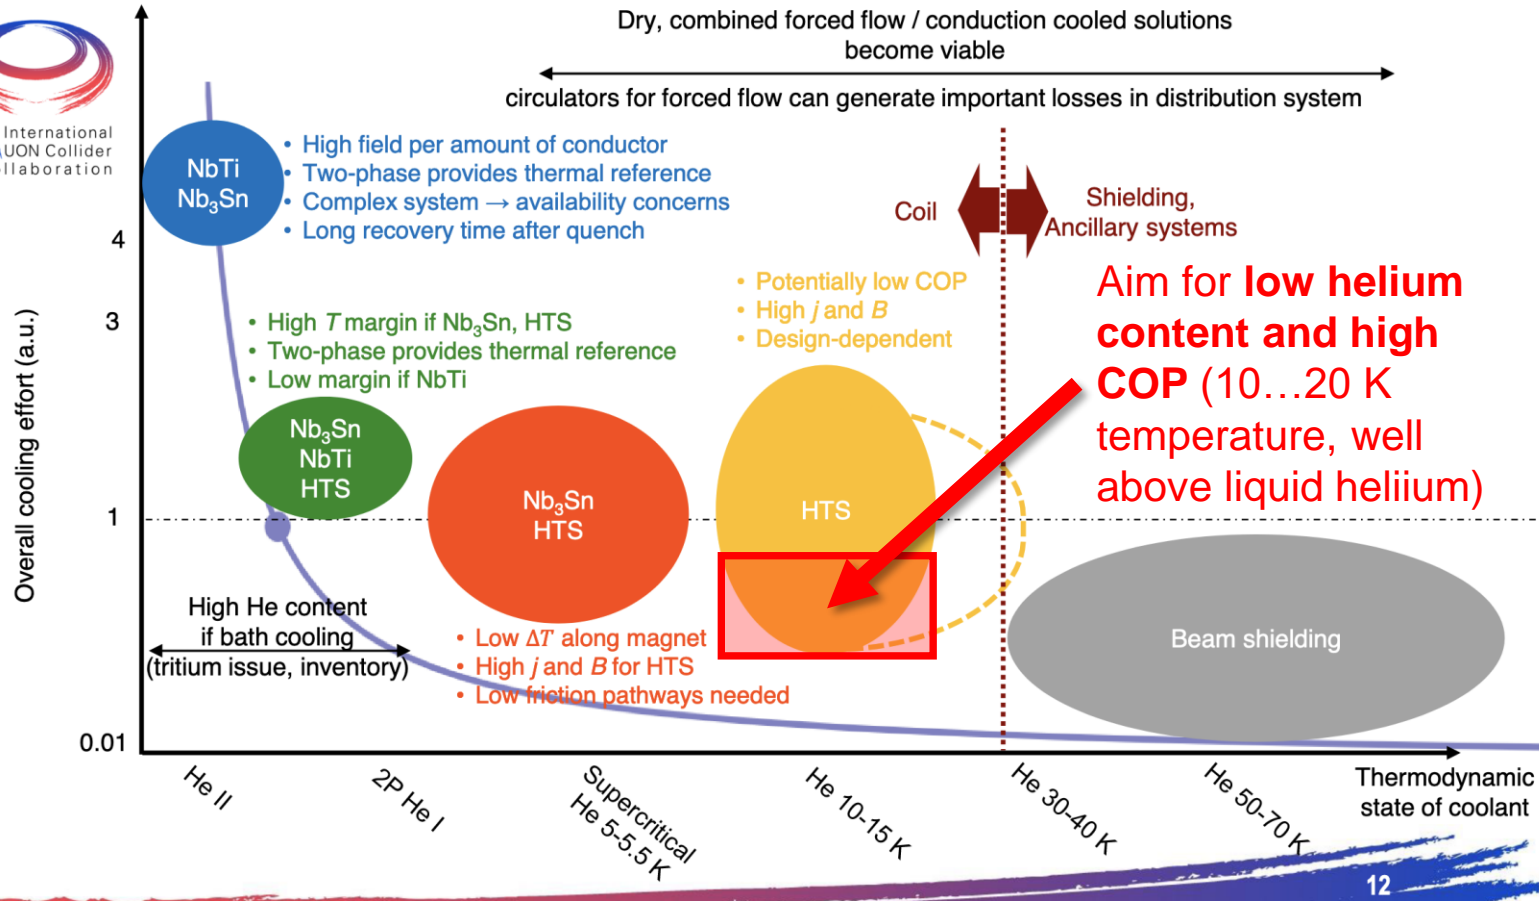 Dry, combined forced flow / conduction cooled solutions
become viable
circulators for forced flow can generate important losses in distribution system
International
UON Collider
llaboration
NbTi
Nb₃Sn
• High field per amount of conductor
• Two-phase provides thermal reference
• Complex system → availability concerns
• Long recovery time after quench
Coil
Shielding,
Ancillary systems
4
3
1
0.01
Overall cooling effort (a.u.)
• High T margin if Nb₃Sn, HTS
• Two-phase provides thermal reference
• Low margin if NbTi
• Potentially low COP
• High j and B
• Design-dependent
Aim for low helium
content and high
COP (10…20 K
temperature, well
above liquid heliium)
Nb₃Sn
NbTi
HTS
Nb₃Sn
HTS
HTS
Beam shielding
High He content
if bath cooling
(tritium issue, inventory)
• Low ΔT along magnet
• High j and B for HTS
• Low friction pathways needed
He II
2P He I
Supercritical
He 5-5.5 K
He 10-15 K
He 30-40 K
He 50-70 K
Thermodynamic
state of coolant
12